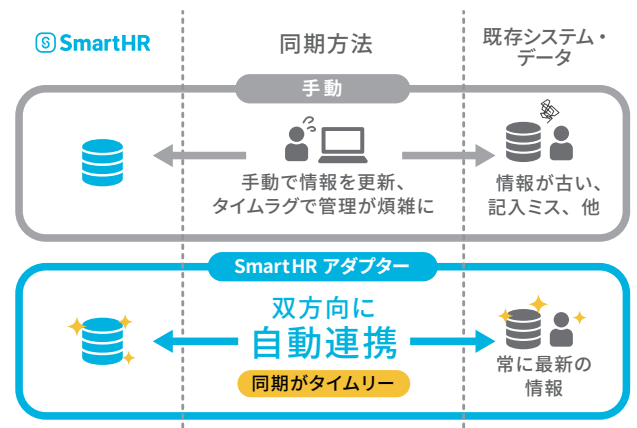 SmartHR
同期方法
既存システム・
データ
手動
手動で情報を更新、
タイムラグで管理が煩雑に
情報が古い、
記入ミス、他
SmartHR アダプター
双方向に
自動連携
同期がタイムリー
常に最新の
情報